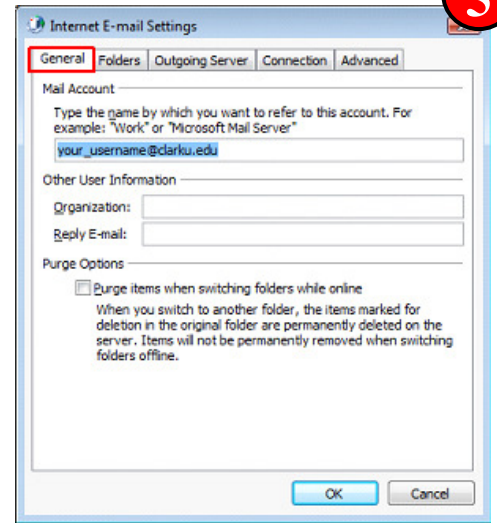 Internet E-mail Settings
General Folders Outgoing Server Connection Advanced
Mail Account
Type the name by which you want to refer to this account. For
example: "Work" or "Microsoft Mail
Server"
your_username@clarku.edu
Other User Information
Organization:
Reply E-mail:
Purge Options
Purge items when switching folders while online
When you switch to another folder, the items marked for
deletion in the original folder are permanently deleted on the
server. Items will not be permanently removed when switching
folders offline.
OK Cancel